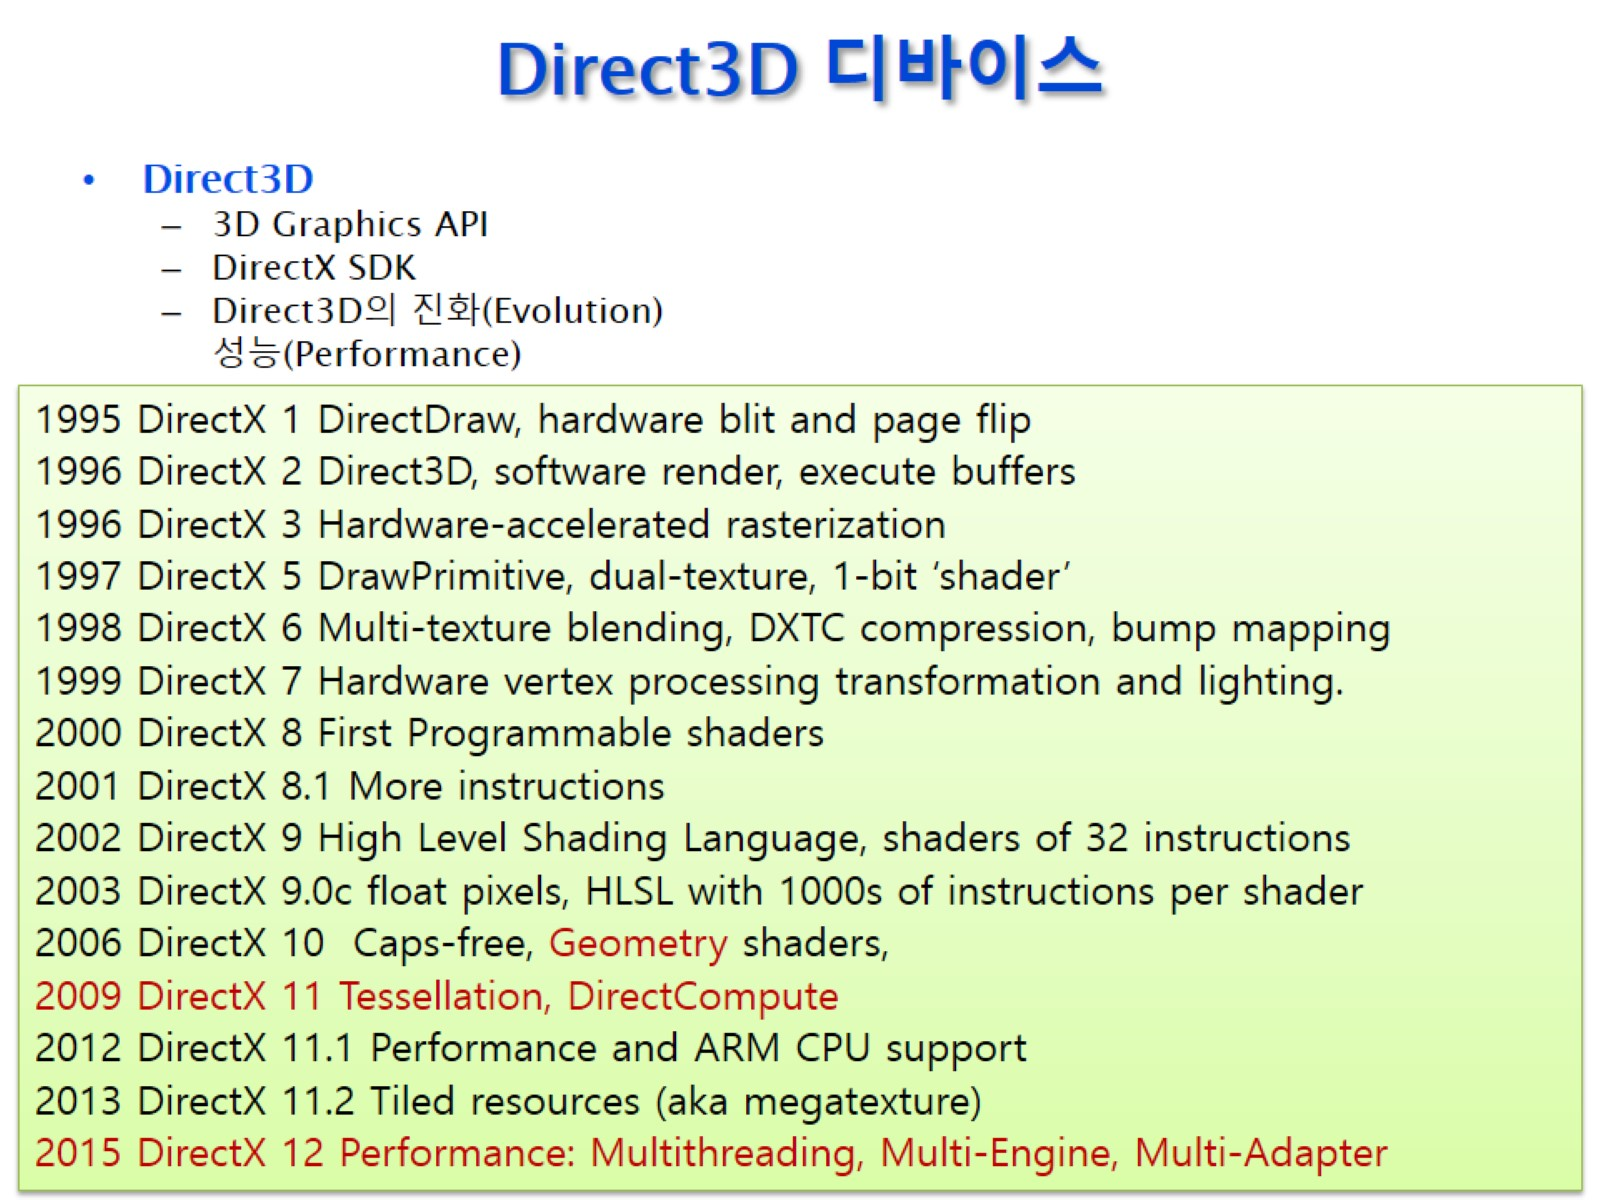 Direct3D 디바이스
• Direct3D
– 3D Graphics API
– DirectX SDK
– Direct3D의 진화(Evolution)
성능(Performance)
1995 DirectX 1 DirectDraw, hardware blit and page flip
1996 DirectX 2 Direct3D, software render, execute buffers
1996 DirectX 3 Hardware-accelerated rasterization
1997 DirectX 5 DrawPrimitive, dual-texture, 1-bit ‘shader’
1998 DirectX 6 Multi-texture blending, DXTC compression, bump mapping
1999 DirectX 7 Hardware vertex processing transformation and lighting.
2000 DirectX 8 First Programmable shaders
2001 DirectX 8.1 More instructions
2002 DirectX 9 High Level Shading Language, shaders of 32 instructions
2003 DirectX 9.0c float pixels, HLSL with 1000s of instructions per shader
2006 DirectX 10 Caps-free, Geometry shaders,
2009 DirectX 11 Tessellation, DirectCompute
2012 DirectX 11.1 Performance and ARM CPU support
2013 DirectX 11.2 Tiled resources (aka megatexture)
2015 DirectX 12 Performance: Multithreading, Multi-Engine, Multi-Adapter